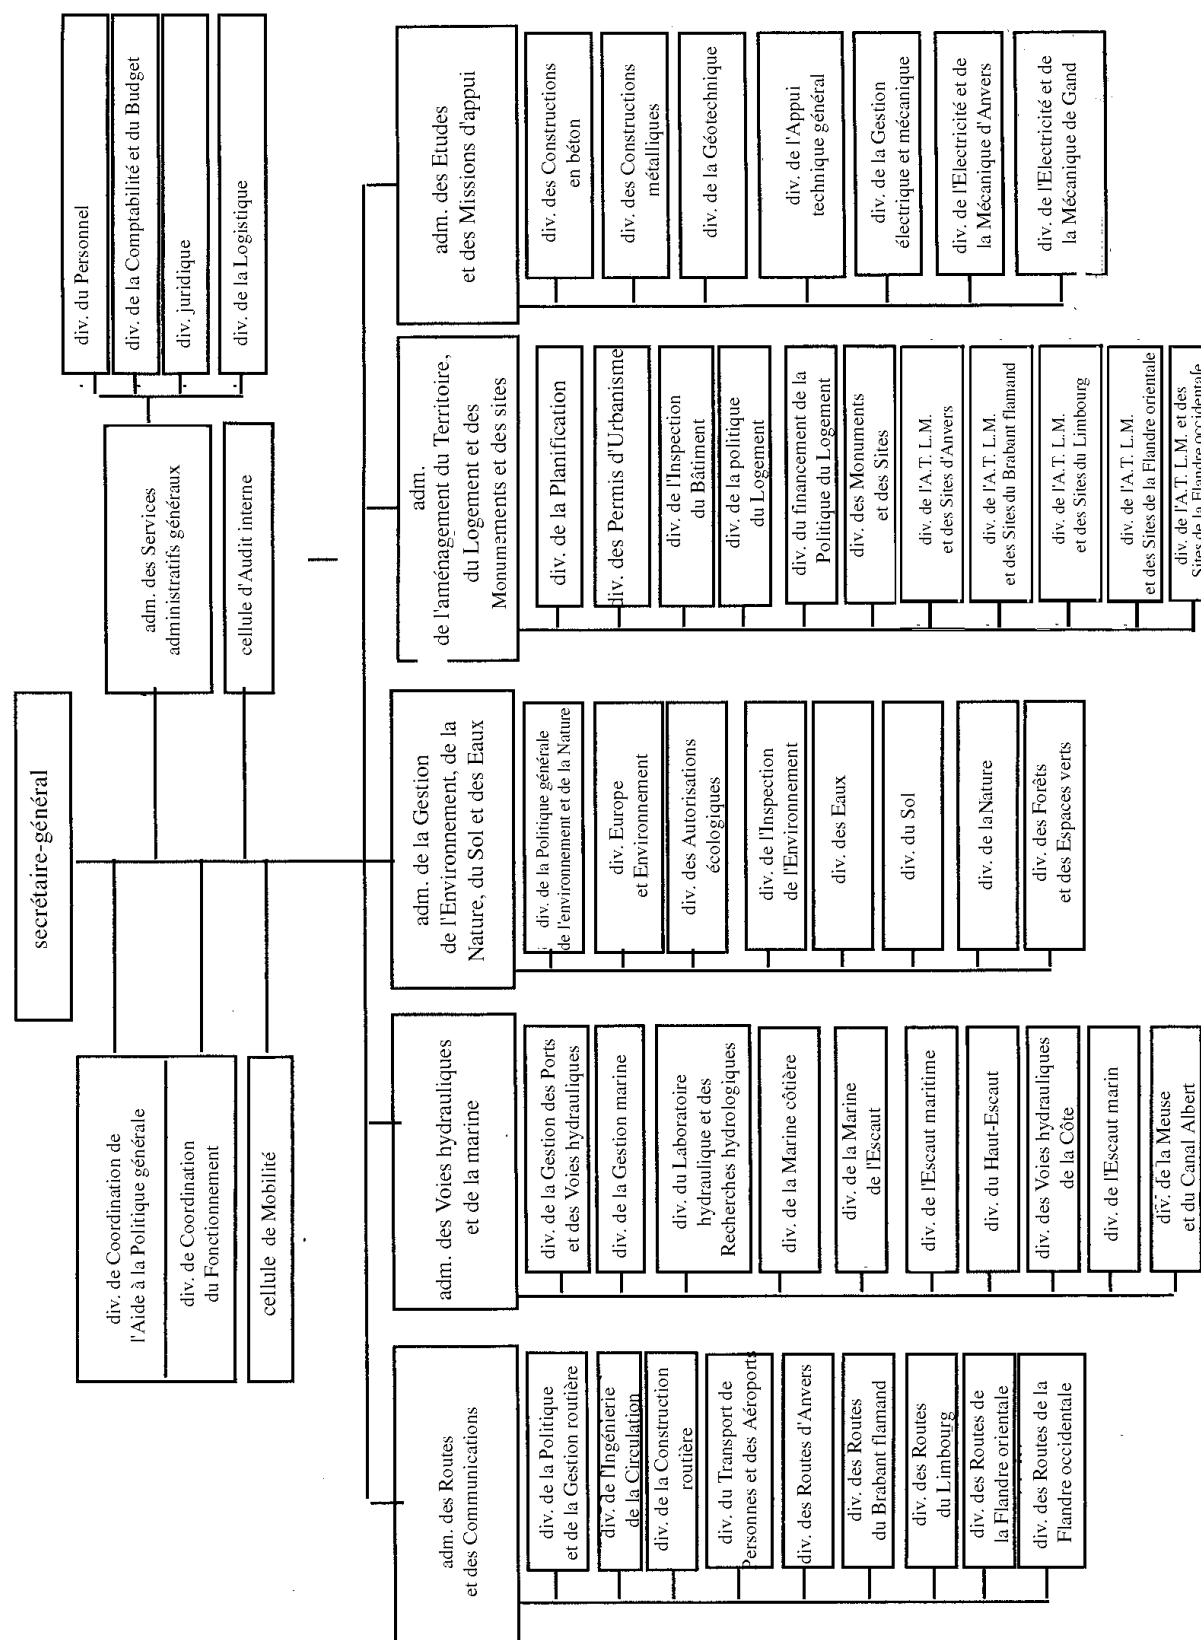 secrétaire-général
div. de Coordination de
l'Aide à la Politique générale
div. de Coordination
du Fonctionnement
cellule de Mobilité
adm. des Services
administratifs généraux
cellule d'Audit interne
div. du Personnel
div. de la Comptabilité et du Budget
div. juridique
div. de la Logistique
adm. des Routes
et des Communications
div. de la Politique
et de la Gestion routière
div. de l'Ingénierie
de la Circulation
div. de la Construction
routière
div. du Transport de
Personnes et des Aéroports
div. des Routes d'Anvers
div. des Routes
du Brabant flamand
div. des Routes
du Limbourg
div. des Routes de
la Flandre orientale
div. des Routes de la
Flandre occidentale
adm. des Voies hydrauliques
et de la marine
div. de la Gestion des Ports
et des Voies hydrauliques
div. de la Gestion marine
div. du Laboratoire
hydraulique et des
Recherches hydrologiques
div. de la Marine côtière
div. de la Marine
de l'Escaut
div. de l'Escaut maritime
div. du Haut-Escaut
div. des Voies hydrauliques
de la Côte
div. de l'Escaut marin
div. de la Meuse
et du Canal Albert
adm. de la Gestion
de l'Environnement, de la
Nature, du Sol et des Eaux
div. de la Politique générale
de l'environnement et de la Nature
div. Europe
et Environnement
div. des Autorisations
écologiques
div. de l'Inspection
de l'Environnement
div. des Eaux
div. du Sol
div. de la Nature
div. des Forêts
et des Espaces verts
adm.
de l'aménagement du Territoire,
du Logement et des
Monuments et des sites
div. de la Planification
div. des Permis d'Urbanisme
div. de l'Inspection
du Bâtiment
div. de la politique
du Logement
div. du financement de la
Politique du Logement
div. des Monuments
et des Sites
div. de l'A.T. L.M.
et des Sites d'Anvers
div. de l'A.T. L.M.
et des Sites du Brabant flamand
div. de l'A.T. L.M.
et des Sites du Limbourg
div. de l'A.T. L.M.
et des Sites de la Flandre orientale
div. de l'A.T. L.M. et des
Sites de la Flandre occidentale
adm. des Etudes
et des Missions d'appui
div. des Constructions
en béton
div. des Constructions
métalliques
div. de la Géotechnique
div. de l'Appui
technique général
div. de la Gestion
électrique et mécanique
div. de l'Electricité et de
la Mécanique d'Anvers
div. de l'Electricité et de
la Mécanique de Gand